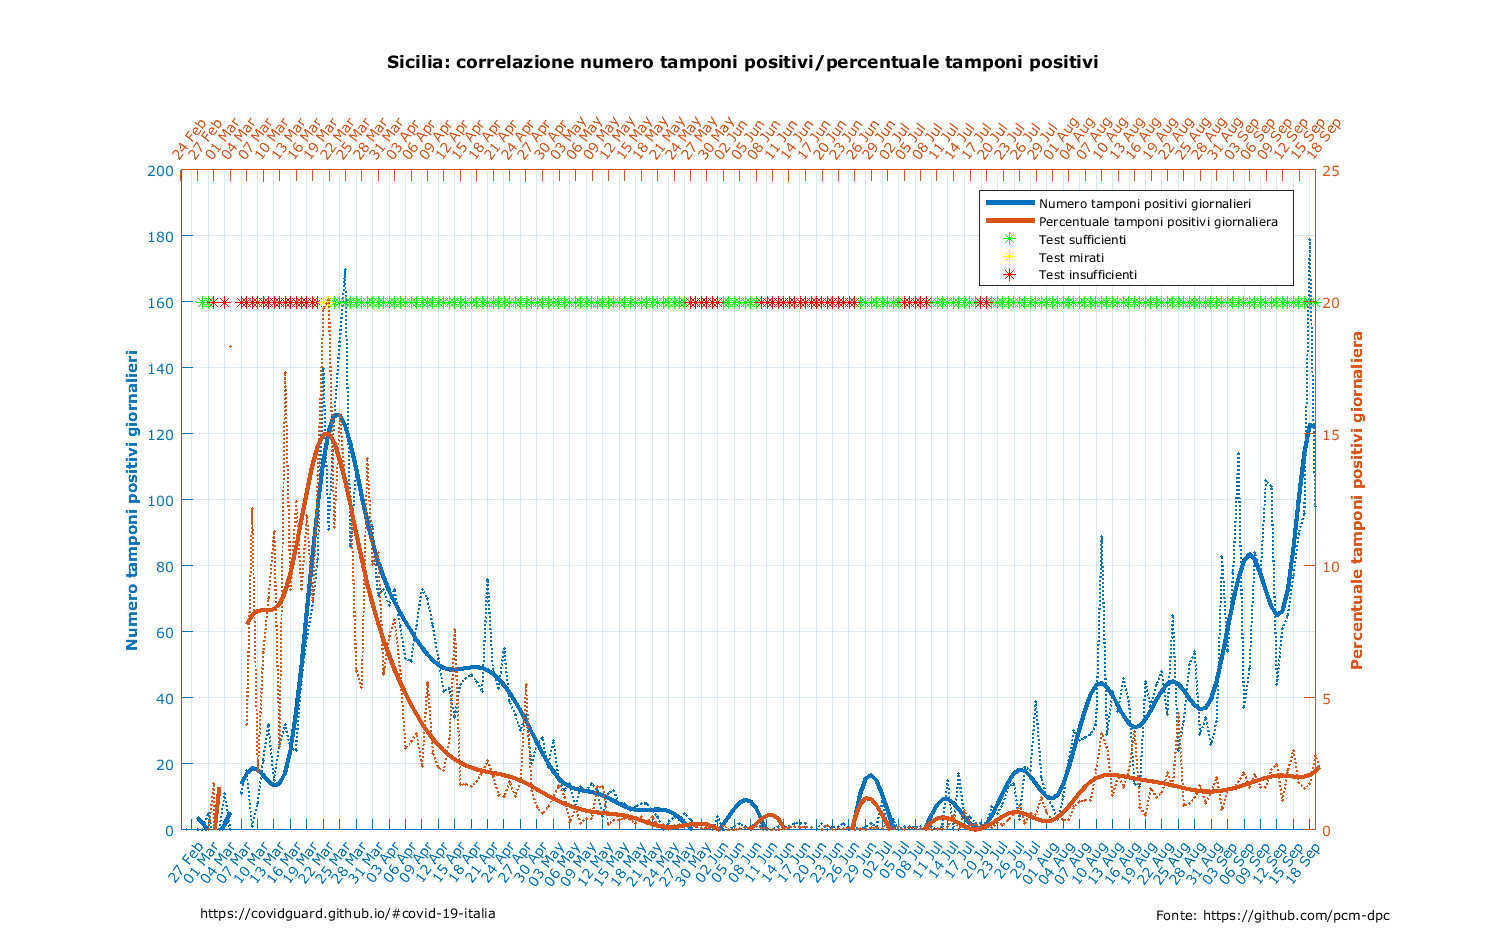 Sicilia: correlazione numero tamponi positivi/percentuale tamponi positivi
24 Feb
27 Feb
01 Mar
04 Mar
07 Mar
10 Mar
13 Mar
16 Mar
19 Mar
22 Mar
25 Mar
28 Mar
31 Mar
03 Apr
06 Apr
09 Apr
12 Apr
15 Apr
18 Apr
21 Apr
24 Apr
27 Apr
30 Apr
03 May
06 May
09 May
12 May
15 May
18 May
21 May
24 May
27 May
30 May
02 Jun
05 Jun
08 Jun
11 Jun
14 Jun
17 Jun
20 Jun
23 Jun
26 Jun
29 Jun
02 Jul
05 Jul
08 Jul
11 Jul
14 Jul
17 Jul
20 Jul
23 Jul
26 Jul
29 Jul
01 Aug
04 Aug
07 Aug
10 Aug
13 Aug
16 Aug
19 Aug
22 Aug
25 Aug
28 Aug
31 Aug
03 Sep
06 Sep
09 Sep
12 Sep
15 Sep
18 Sep
200
180
160
140
120
100
80
60
40
20
0
Numero tamponi positivi giornalieri
Numero tamponi positivi giornalieri
Percentuale tamponi positivi giornaliera
Test sufficienti
Test mirati
Test insufficienti
25
20
15
10
5
0
Percentuale tamponi positivi giornaliera
27 Feb
01 Mar
04 Mar
07 Mar
10 Mar
13 Mar
16 Mar
19 Mar
22 Mar
25 Mar
28 Mar
31 Mar
03 Apr
06 Apr
09 Apr
12 Apr
15 Apr
18 Apr
21 Apr
24 Apr
27 Apr
30 Apr
03 May
06 May
09 May
12 May
15 May
18 May
21 May
24 May
27 May
30 May
02 Jun
05 Jun
08 Jun
11 Jun
14 Jun
17 Jun
20 Jun
23 Jun
26 Jun
29 Jun
02 Jul
05 Jul
08 Jul
11 Jul
14 Jul
17 Jul
20 Jul
23 Jul
26 Jul
29 Jul
01 Aug
04 Aug
07 Aug
10 Aug
13 Aug
16 Aug
19 Aug
22 Aug
25 Aug
28 Aug
31 Aug
03 Sep
06 Sep
09 Sep
12 Sep
15 Sep
18 Sep
https://covidguard.github.io/#covid-19-italia
Fonte: https://github.com/pcm-dpc